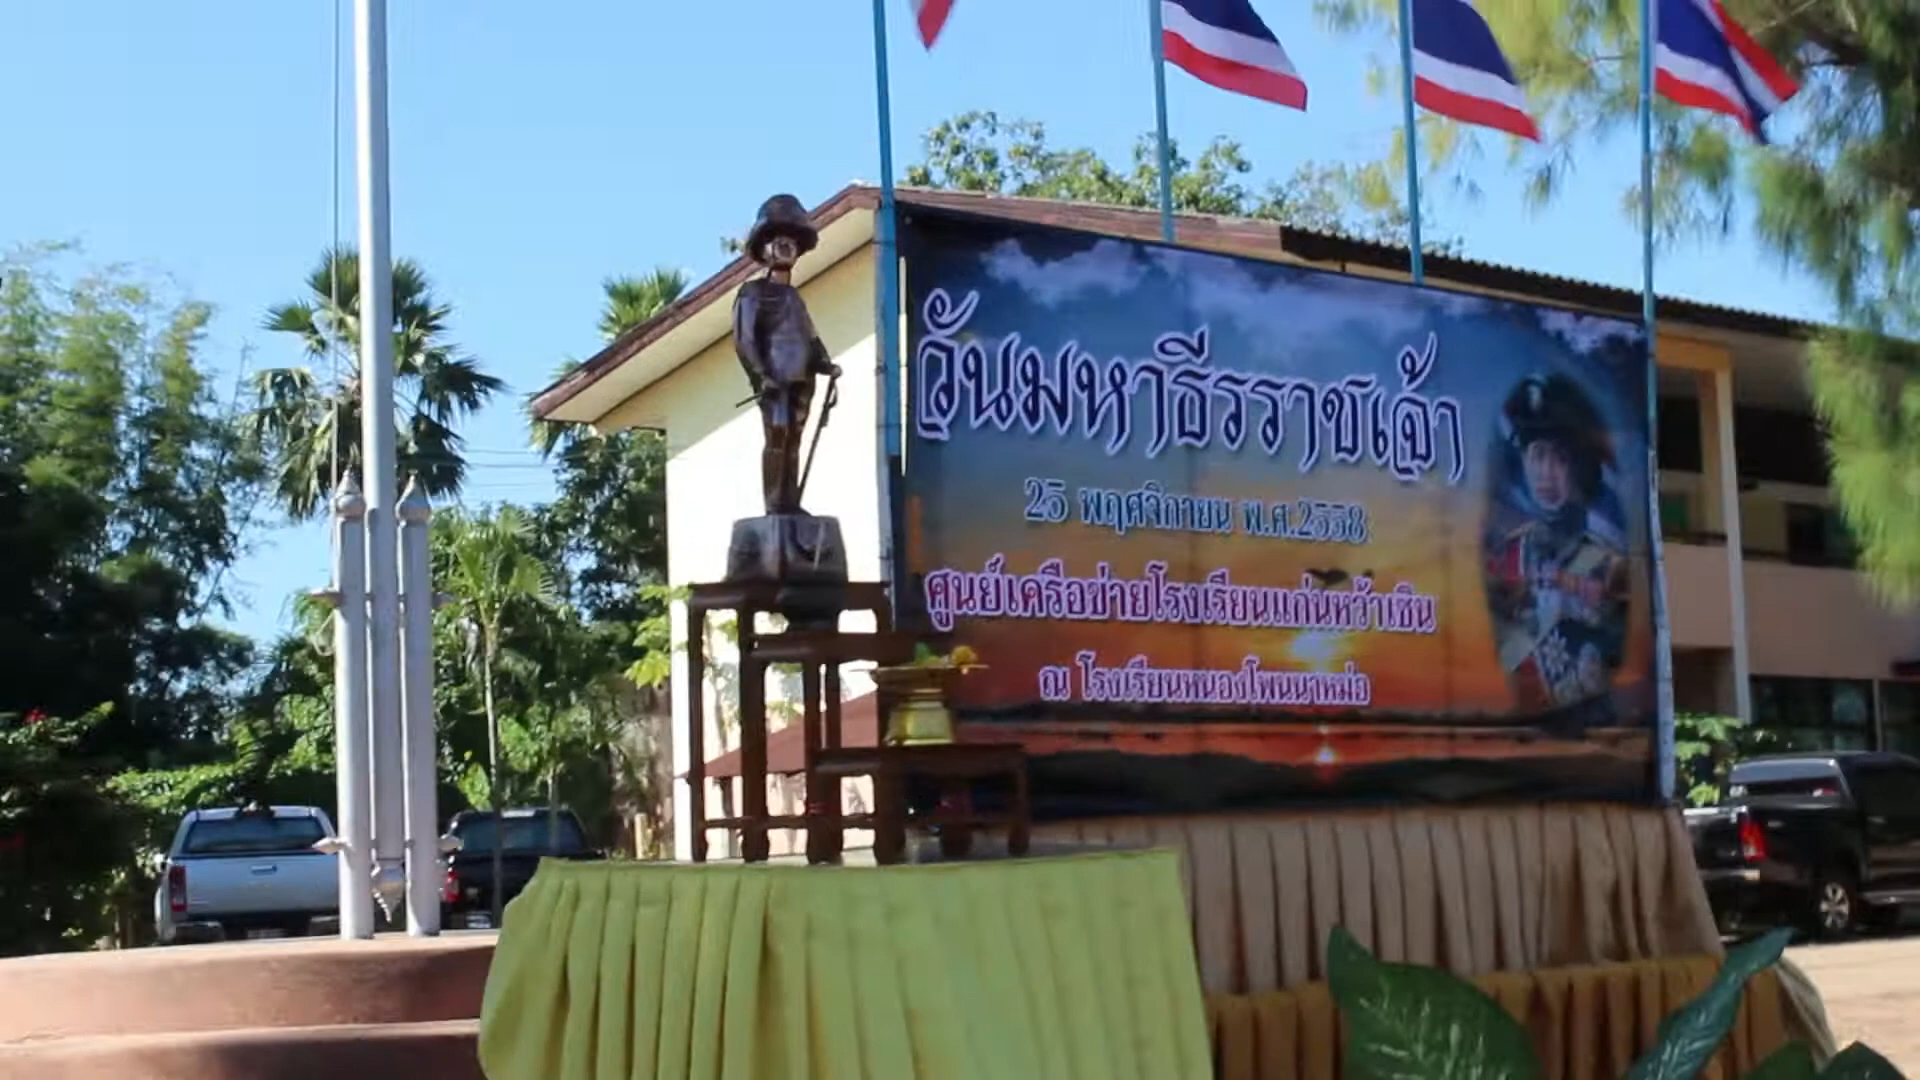 วันมหาธีรราชเจ้า
25 พฤศจิกายน พ.ศ.2558
ศูนย์เครือข่ายโรงเรียนแก่นหว้าเชิน
ณ โรงเรียนหนองโพนนาหม่อ